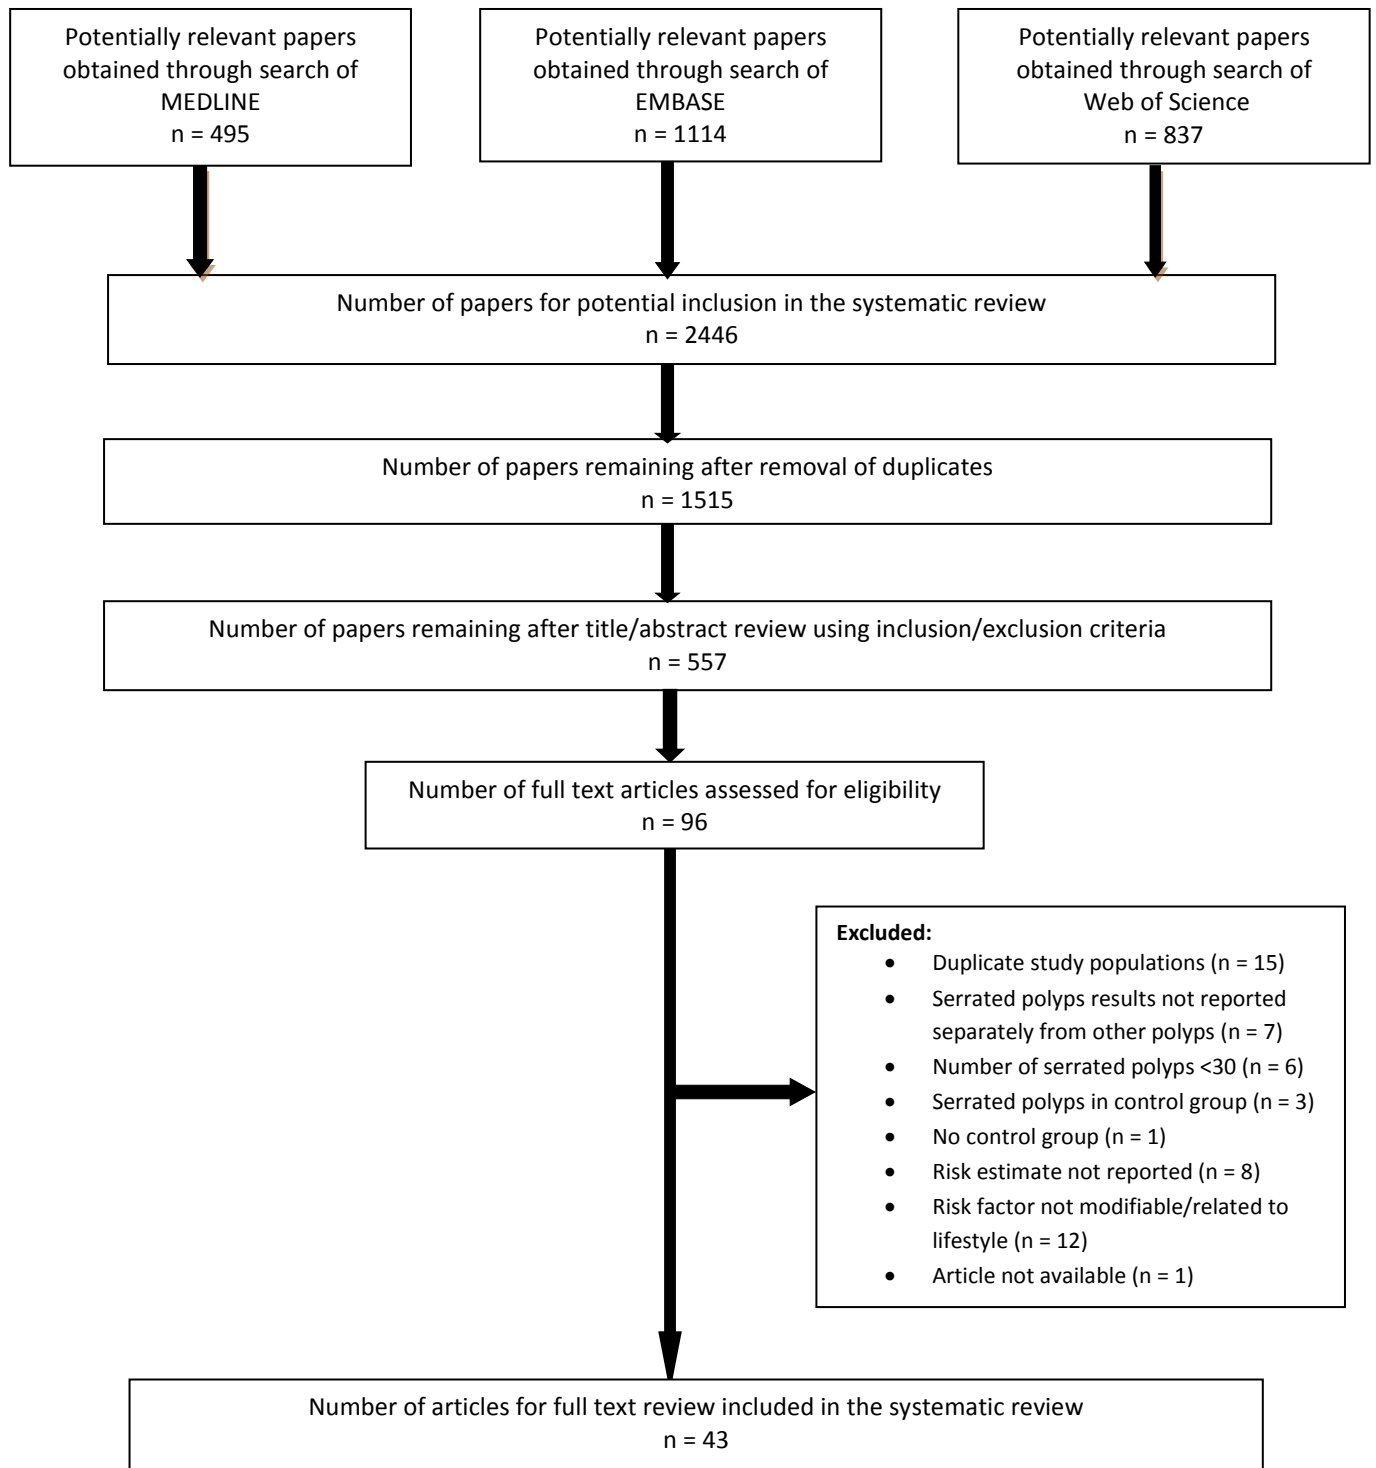 Potentially relevant papers
obtained through search of
MEDLINE
n = 495
Potentially relevant papers
obtained through search of
EMBASE
n = 1114
Potentially relevant papers
obtained through search of
Web of Science
n = 837
Number of papers for potential inclusion in the systematic review
n = 2446
Number of papers remaining after removal of duplicates
n = 1515
Number of papers remaining after title/abstract review using inclusion/exclusion criteria
n = 557
Number of full text articles assessed for eligibility
n = 96
Excluded:
• Duplicate study populations (n = 15)
• Serrated polyps results not reported
separately from other polyps (n = 7)
• Number of serrated polyps <30 (n = 6)
• Serrated polyps in control group (n = 3)
• No control group (n = 1)
• Risk estimate not reported (n = 8)
• Risk factor not modifiable/related to
lifestyle (n = 12)
• Article not available (n = 1)
Number of articles for full text review included in the systematic review
n = 43